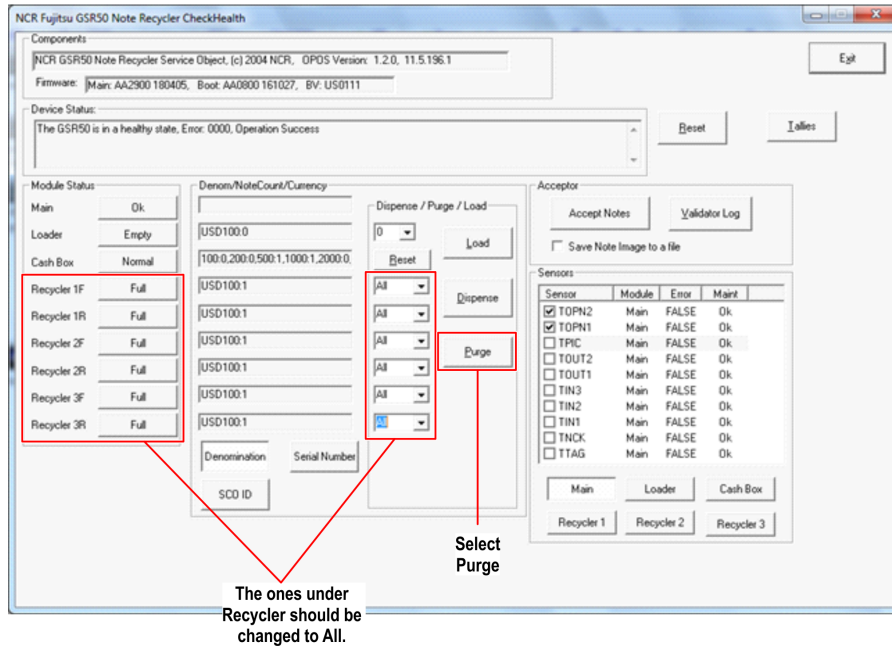 NCR Fujitsu GSR50 Note Recycler CheckHealth
Components
NCR GSR50 Note Recycler Service Object, (c) 2004 NCR, OPOS Version: 1.2.0, 11.5.196.1
Exit
Firmware: Main: AA2900 180405, Boot: AA0800 161027, BV: US0111
Device Status:
The GSR50 is in a healthy state, Error: 0000, Operation Success
Reset
Tallies
Module Status
Main Ok
Loader Empty
Cash Box Normal
Recycler 1F Full
Recycler 1R Full
Recycler 2F Full
Recycler 2R Full
Recycler 3F Full
Recycler 3R Full
Denom/NoteCount/Currency
USD100:0
100:0,200:0,500:1,1000:1,2000:0,
USD100:1
USD100:1
USD100:1
USD100:1
USD100:1
USD100:1
Denomination
Serial Number
SCO ID
Dispense / Purge / Load
0
Reset
All
All
All
All
All
All
Load
Dispense
Purge
Acceptor
Accept Notes
Validator Log
Save Note Image to a file
Sensors
Sensor Module Error Maint
TOPN2 Main FALSE Ok
TOPN1 Main FALSE Ok
TPIC Main FALSE Ok
TOUT2 Main FALSE Ok
TOUT1 Main FALSE Ok
TIN3 Main FALSE Ok
TIN2 Main FALSE Ok
TIN1 Main FALSE Ok
TNCK Main FALSE Ok
TTAG Main FALSE Ok
Main
Loader
Cash Box
Recycler 1
Recycler 2
Recycler 3
Select
Purge
The ones under
Recycler should be
changed to All.